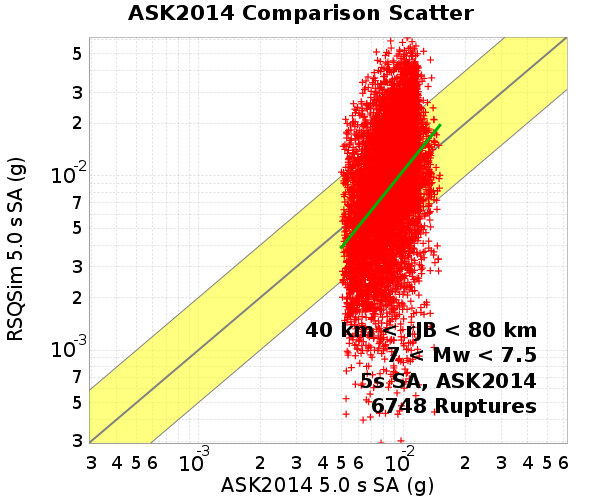 ASK2014 Comparison Scatter
RSQSim 5.0 s SA (g)
5
3
2
10-2
7
5
3
2
10-3
7
5
3
40 km < rJB < 80 km
7 < Mw < 7.5
5s SA, ASK2014
6748 Ruptures
3 4 5 6 10-3 2 3 4 5 6 10-2 2 3 4 5 6
ASK2014 5.0 s SA (g)